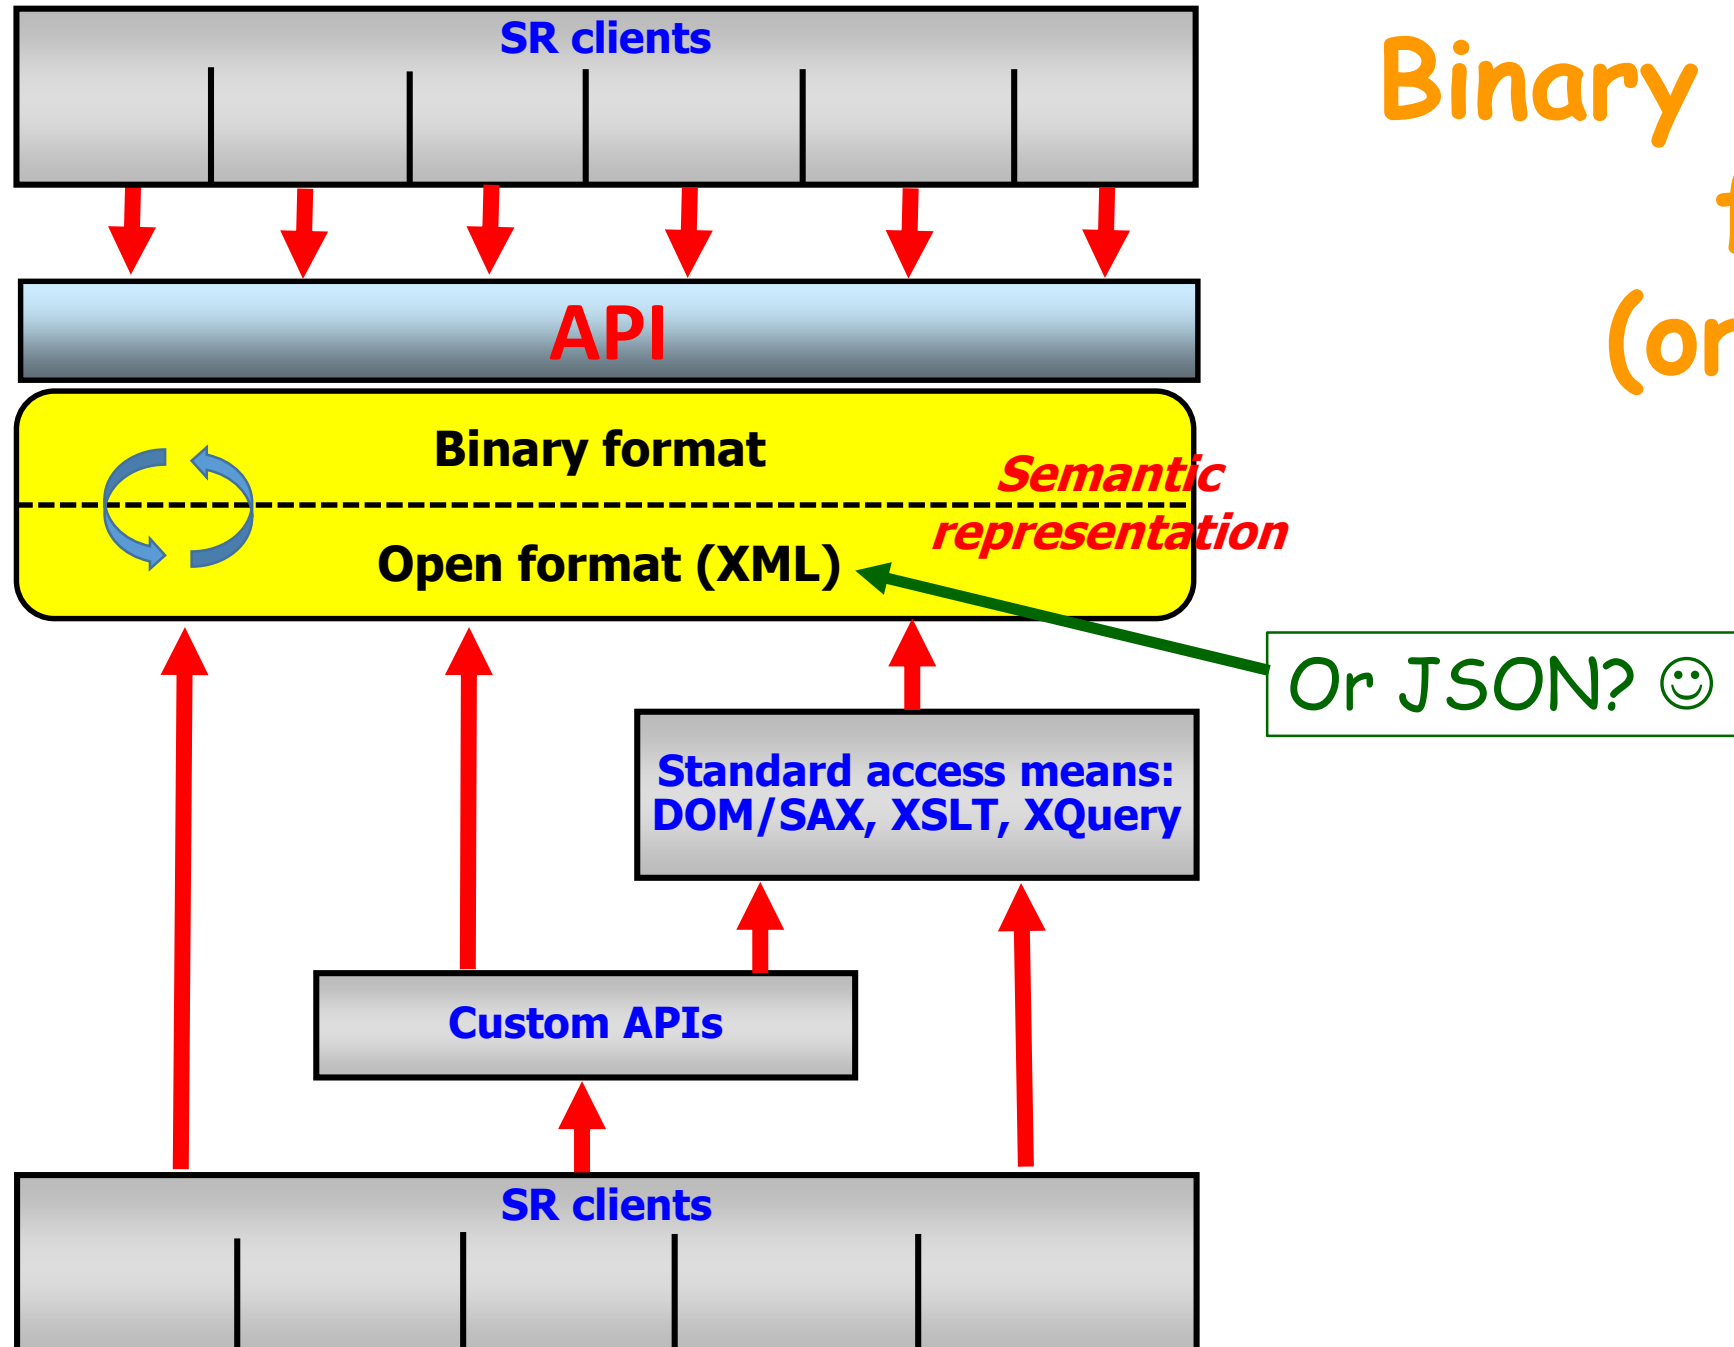 SR clients
Binary
(or
API
Binary format
Semantic
representation
Open format (XML)
Or JSON? ☺
Standard access means:
DOM/SAX, XSLT, XQuery
Custom APIs
SR clients